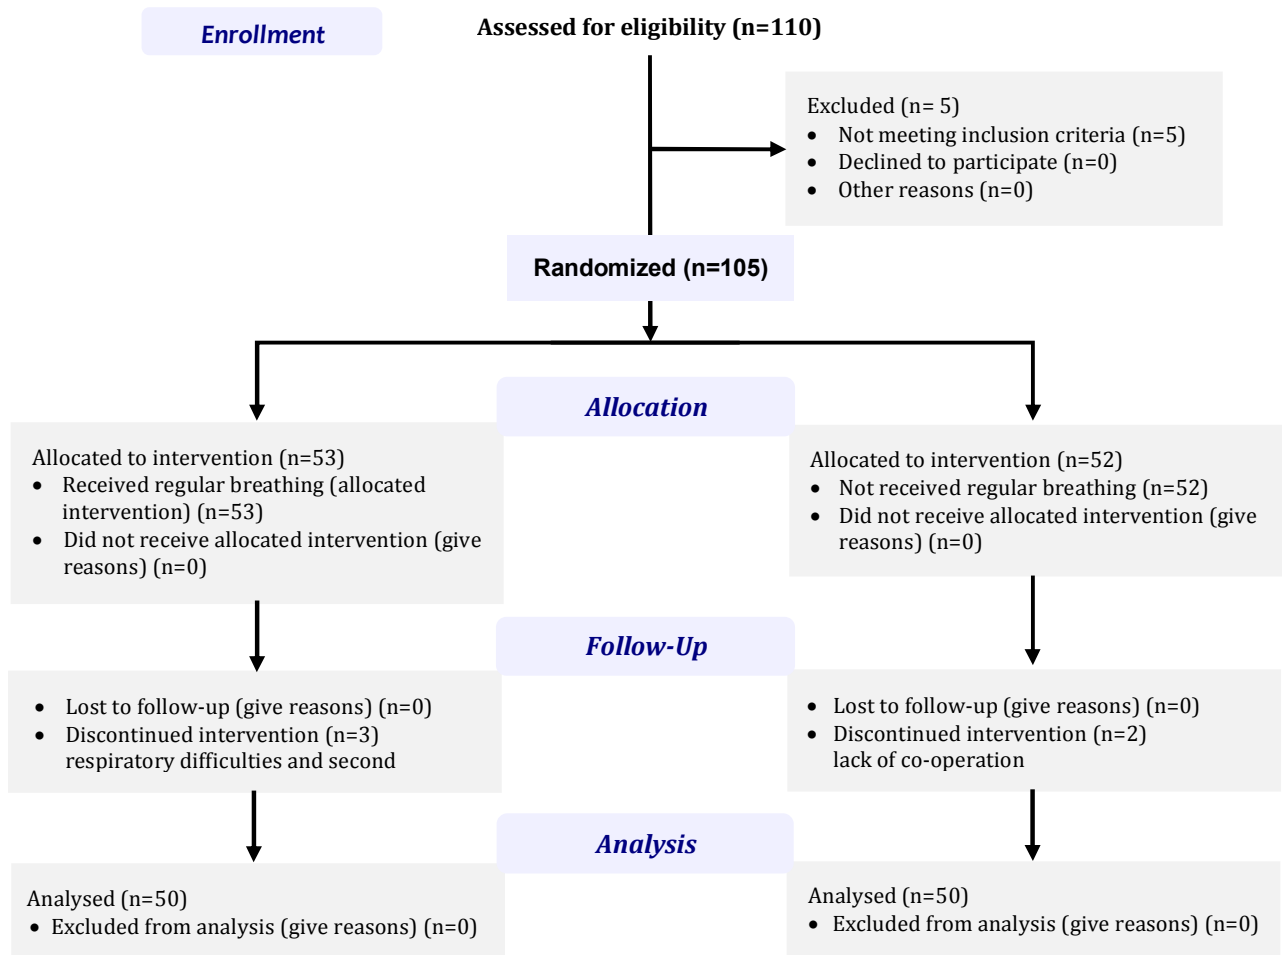 Enrollment
Assessed for eligibility (n=110)
Excluded (n= 5)
• Not meeting inclusion criteria (n=5)
• Declined to participate (n=0)
• Other reasons (n=0)
Randomized (n=105)
Allocation
Allocated to intervention (n=53)
• Received regular breathing (allocated
intervention) (n=53)
• Did not receive allocated intervention (give
reasons) (n=0)
Allocated to intervention (n=52)
• Not received regular breathing (n=52)
• Did not receive allocated intervention (give
reasons) (n=0)
Follow-Up
• Lost to follow-up (give reasons) (n=0)
• Discontinued intervention (n=3)
respiratory difficulties and second
• Lost to follow-up (give reasons) (n=0)
• Discontinued intervention (n=2)
lack of co-operation
Analysis
Analysed (n=50)
• Excluded from analysis (give reasons) (n=0)
Analysed (n=50)
• Excluded from analysis (give reasons) (n=0)